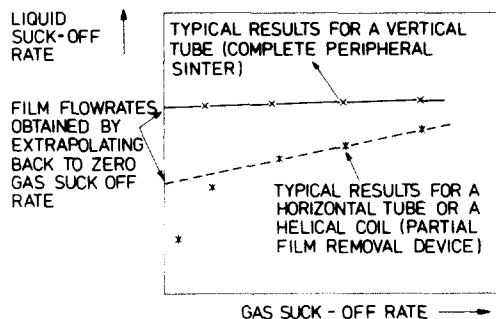 LIQUID
SUCK-OFF
RATE
TYPICAL RESULTS FOR A VERTICAL
TUBE (COMPLETE PERIPHERAL
SINTER)
FILM FLOWRATES
OBTAINED BY
EXTRAPOLATING
BACK TO ZERO
GAS SUCK OFF
RATE
TYPICAL RESULTS FOR A
HORIZONTAL TUBE OR A
HELICAL COIL (PARTIAL
FILM REMOVAL DEVICE)
GAS SUCK - OFF RATE